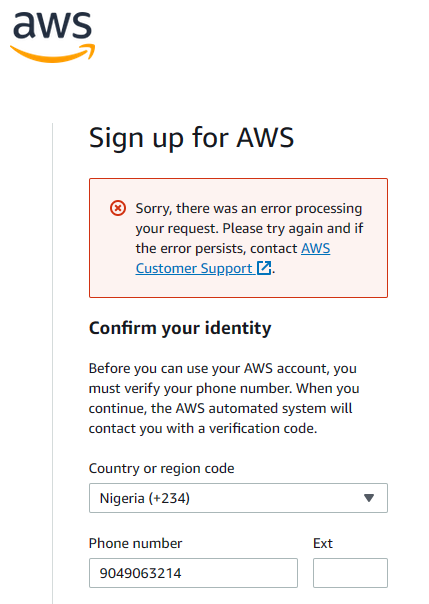 aws
Sign up for AWS
Sorry, there was an error processing
your request. Please try again and if
the error persists, contact AWS
Customer Support.
Confirm your identity
Before you can use your AWS account, you
must verify your phone number. When you
continue, the AWS automated system will
contact you with a verification code.
Country or region code
Nigeria (+234)
Phone number Ext
9049063214